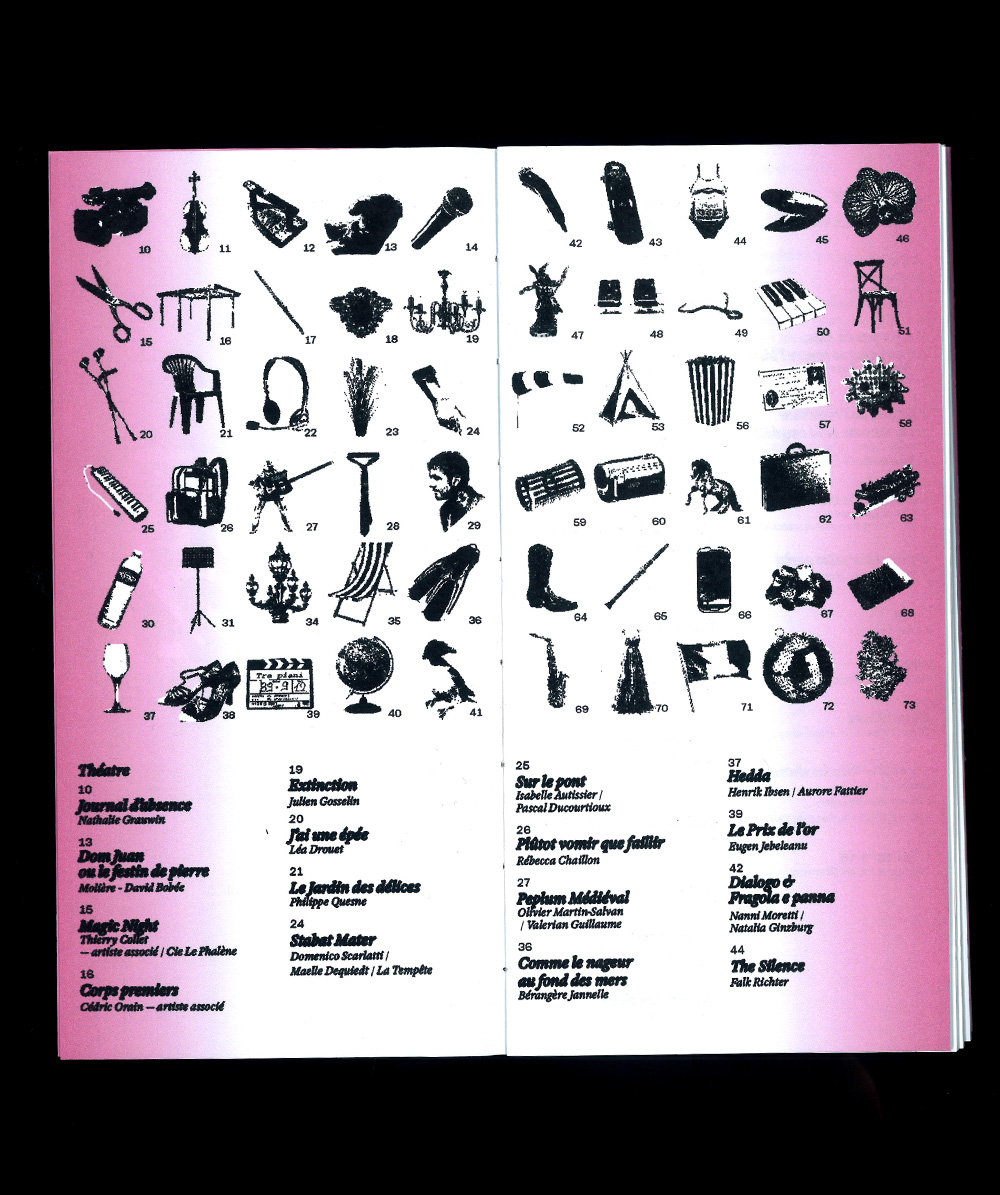 10 11 12 13 14
15 16 17 18 19
20 21 22 23 24
25 26 27 28 29
30 31 34 35 36
Tre piani
37 38 39 40 41
42 43 44 45 46
47 48 49 50 51
52 53 56 57 58
59 60 61 62 63
64 65 66 67 68
69 70 71 72 73
Théâtre
10
Journal d'absence
Nathalie Grauwin
13
Dom Juan
ou le festin de pierre
Molière - David Bobée
15
Magic Night
Thierry Collet
— artiste associé / Cie Le Phalène
16
Corps premiers
Cédric Orain — artiste associé
19
Extinction
Julien Gosselin
20
J'ai une épée
Léa Drouet
21
Le Jardin des délices
Philippe Quesne
24
Stabat Mater
Domenico Scarlatti /
Maelle Dequiedt / La Tempête
25
Sur le pont
Isabelle Autissier /
Pascal Ducourtioux
26
Plûtot vomir que faillir
Rébecca Chaillon
27
Peplum Médiéval
Olivier Martin-Salvan
/ Valérian Guillaume
36
Comme le nageur
au fond des mers
Bérangère Jannelle
37
Hedda
Henrik Ibsen / Aurore Fattier
39
Le Prix de l'or
Eugen Jebeleanu
42
Dialogo &
Fragola e panna
Nanni Moretti /
Natalia Ginzburg
44
The Silence
Falk Richter